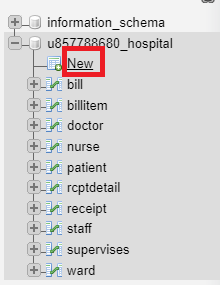 information_schema
u857788680_hospital
New
bill
billitem
doctor
nurse
patient
rcptdetail
receipt
staff
supervises
ward